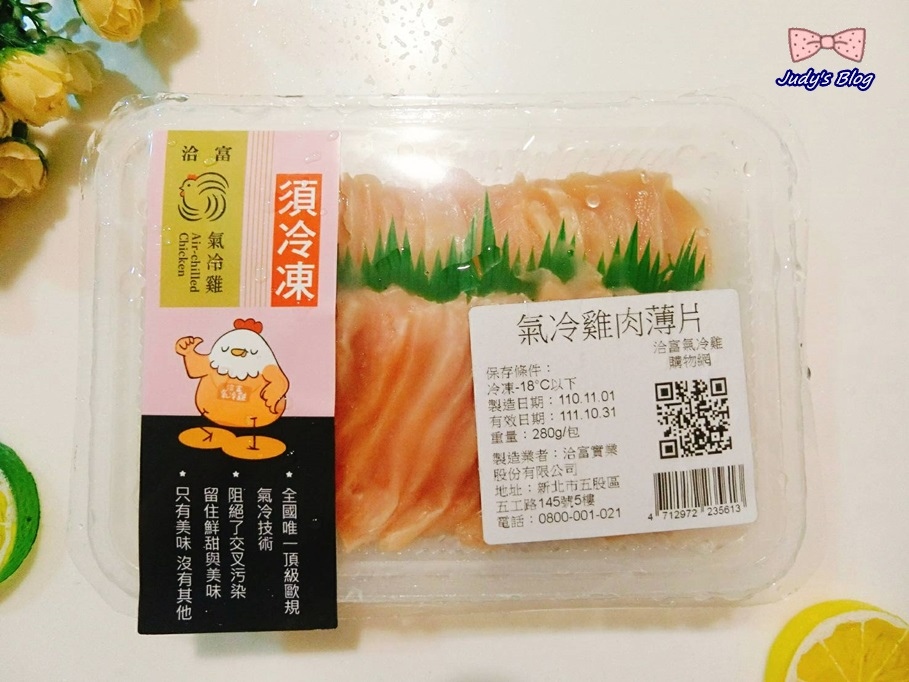 Judy's Blog
洽富
氣冷雞
Air-chilled
Chicken
須冷凍
* 全國唯一頂級歐規
氣冷技術
* 阻絕了交叉污染
留住鮮甜與美味
* 只有美味 沒有其他
氣冷雞肉薄片
洽富氣冷雞
購物網
保存條件：
冷凍-18°C以下
製造日期：110.11.01
有效日期：111.10.31
重量：280g/包
製造業者：洽富實業
股份有限公司
地址：新北市五股區
五工路145號5樓
電話：0800-001-021
4 712972 235613